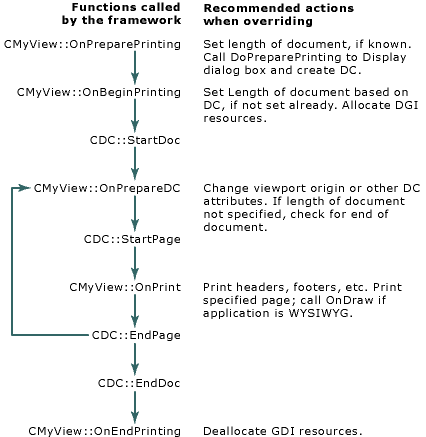 Functions called
by the framework
Recommended actions
when overriding
CMyView::OnPreparePrinting
Set length of document, if known.
Call DoPreparePrinting to Display
dialog box and create DC.
CMyView::OnBeginPrinting
Set Length of document based on
DC, if not set already. Allocate DGI
resources.
CDC::StartDoc
CMyView::OnPrepareDC
Change viewport origin or other DC
attributes. If length of document
not specified, check for end of
document.
CDC::StartPage
CMyView::OnPrint
Print headers, footers, etc. Print
specified page; call OnDraw if
application is WYSIWYG.
CDC::EndPage
CDC::EndDoc
CMyView::OnEndPrinting
Deallocate GDI resources.